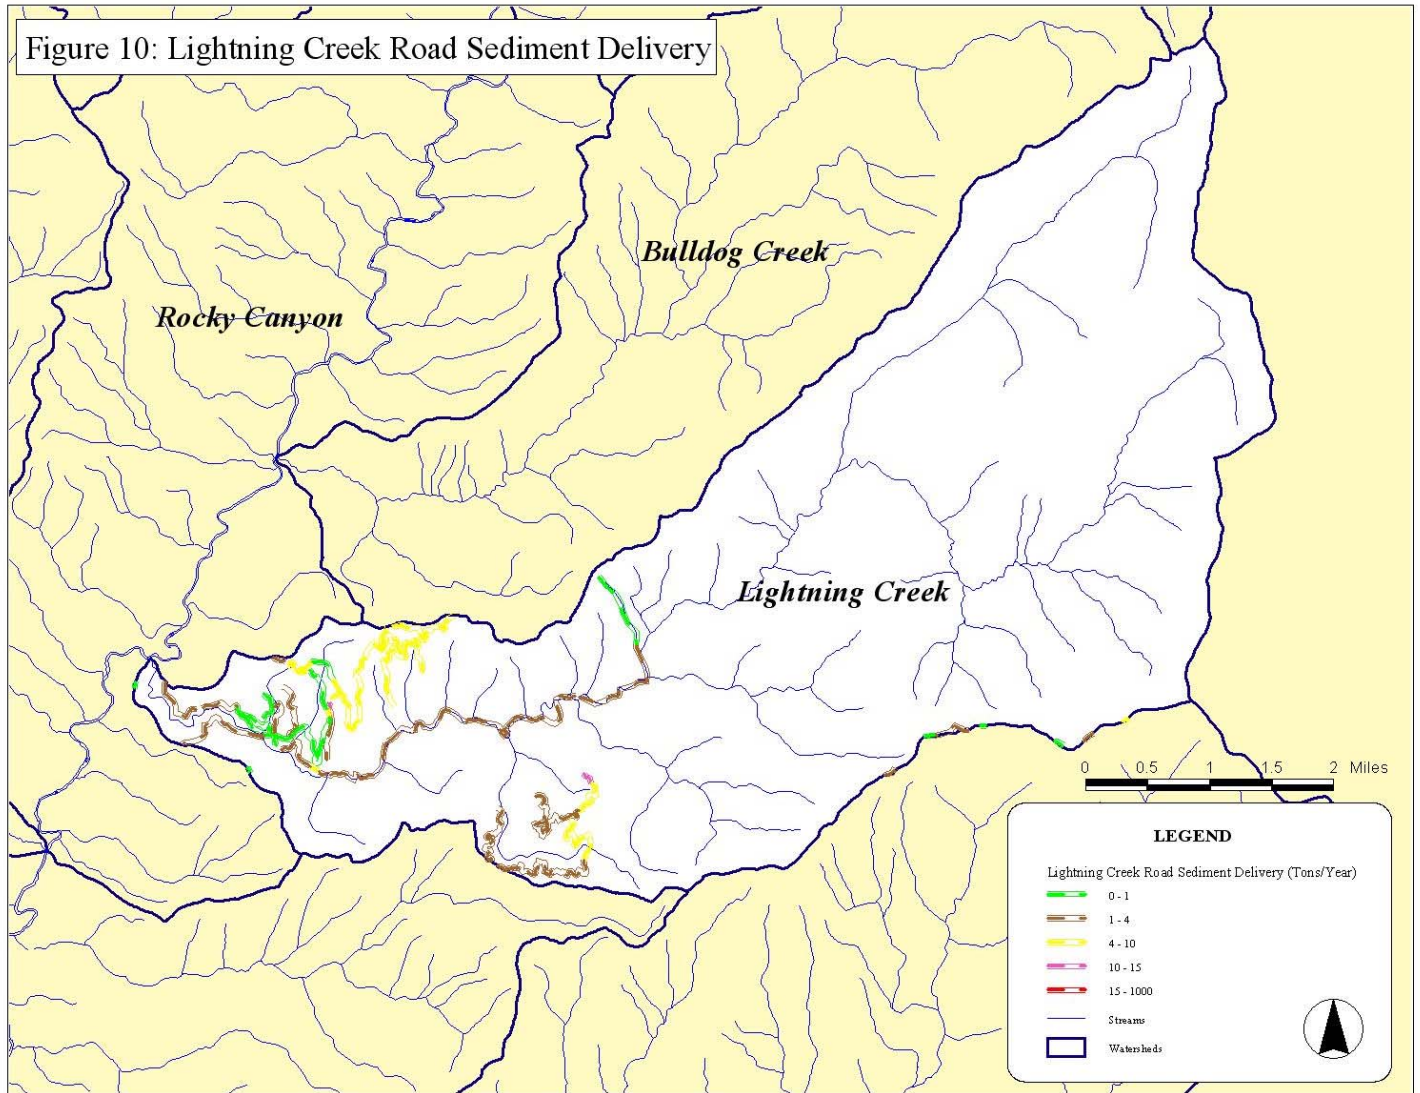 Figure 10: Lightning Creek Road Sediment Delivery
Bulldog Creek
Rocky Canyon
Lightning Creek
0 0.5 1 1.5 2 Miles
LEGEND
Lightning Creek Road Sediment Delivery (Tons/Year)
0 - 1
1 - 4
4 - 10
10 - 15
15 - 1000
Streams
Watersheds